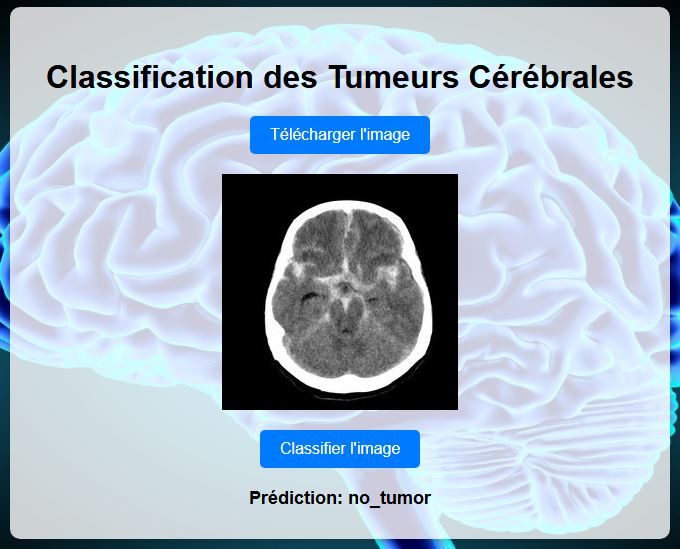 Classification des Tumeurs Cérébrales
Télécharger l'image
Classifier l'image
Prédiction: no_tumor